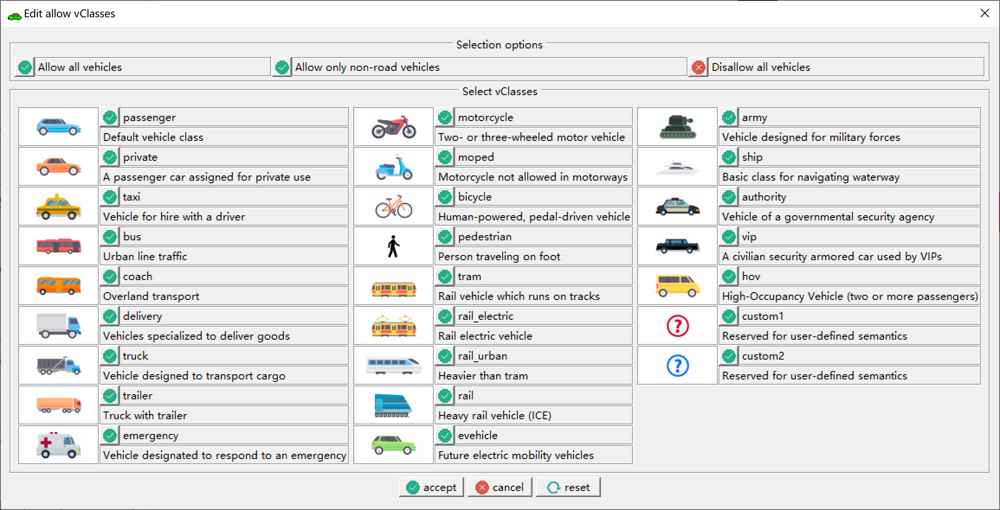 Edit allow vClasses
Selection options
Allow all vehicles
Allow only non-road vehicles
Disallow all vehicles
Select vClasses
passenger
Default vehicle class
private
A passenger car assigned for private use
taxi
Vehicle for hire with a driver
bus
Urban line traffic
coach
Overland transport
delivery
Vehicles specialized to deliver goods
truck
Vehicle designed to transport cargo
trailer
Truck with trailer
emergency
Vehicle designated to respond to an emergency
motorcycle
Two- or three-wheeled motor vehicle
moped
Motorcycle not allowed in motorways
bicycle
Human-powered, pedal-driven vehicle
pedestrian
Person traveling on foot
tram
Rail vehicle which runs on tracks
rail_electric
Rail electric vehicle
rail_urban
Heavier than tram
rail
Heavy rail vehicle (ICE)
evehicle
Future electric mobility vehicles
army
Vehicle designed for military forces
ship
Basic class for navigating waterway
authority
Vehicle of a governmental security agency
vip
A civilian security armored car used by VIPs
hov
High-Occupancy Vehicle (two or more passengers)
custom1
Reserved for user-defined semantics
custom2
Reserved for user-defined semantics
accept
cancel
reset